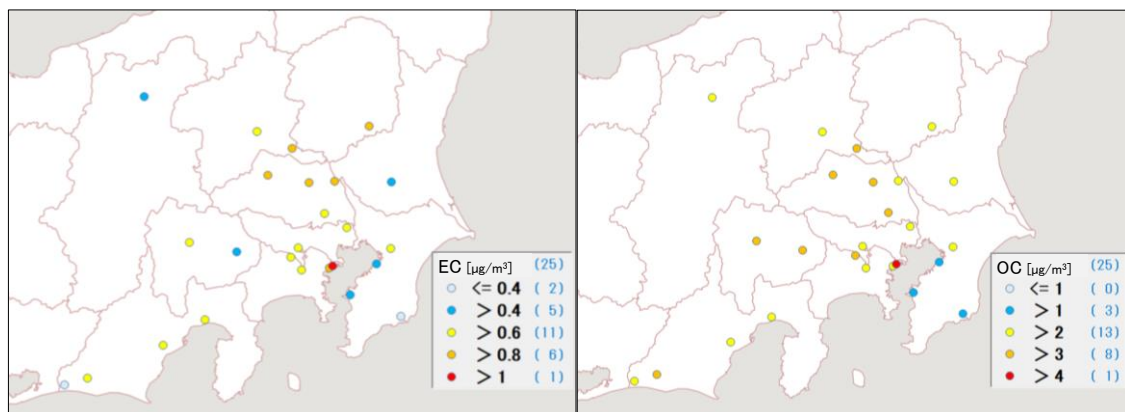 EC [μg/m³] (25)
<= 0.4 ( 2)
> 0.4 ( 5)
> 0.6 (11)
> 0.8 ( 6)
> 1 ( 1)
OC [μg/m³] (25)
<= 1 ( 0)
> 1 ( 3)
> 2 (13)
> 3 ( 8)
> 4 ( 1)